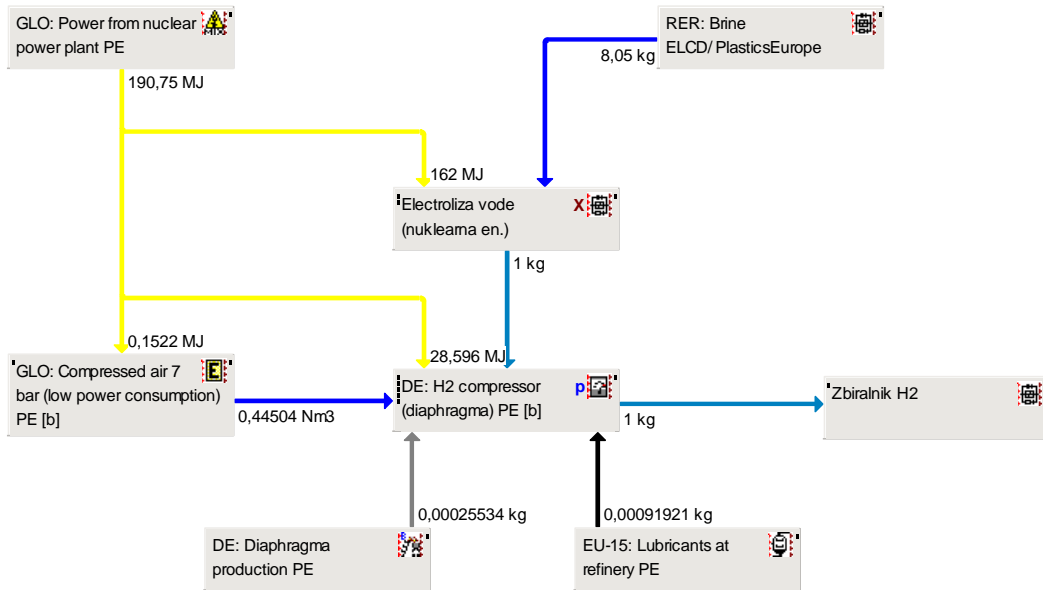 GLO: Power from nuclear
power plant PE
MIX
RER: Brine
ELCD/ PlasticsEurope
190,75 MJ
8,05 kg
162 MJ
Electroliza vode
(nuklearna en.)
X
1 kg
0,1522 MJ
28,596 MJ
GLO: Compressed air 7
bar (low power consumption)
PE [b]
E
0,44504 Nm3
DE: H2 compressor
(diaphragma) PE [b]
p
1 kg
Zbiralnik H2
0,00025534 kg
0,00091921 kg
DE: Diaphragma
production PE
EU-15: Lubricants at
refinery PE